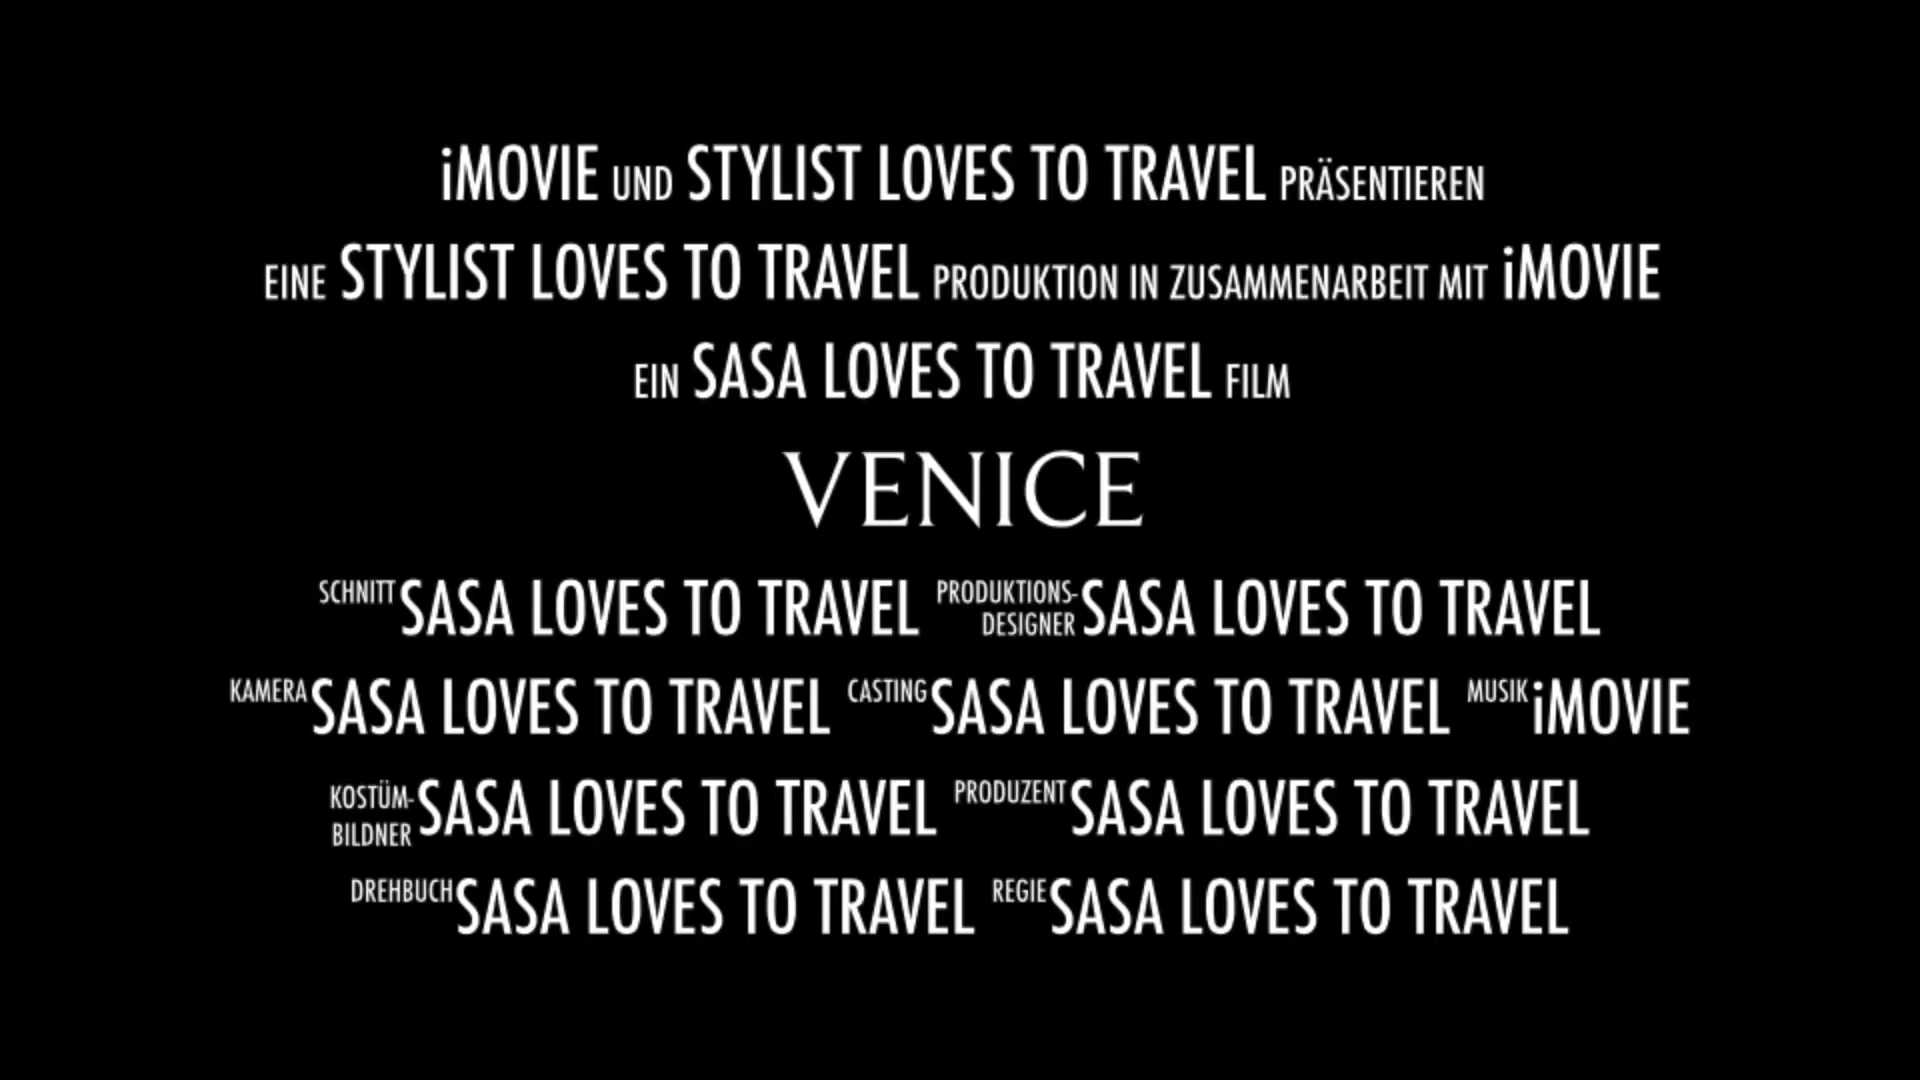 iMOVIE UND STYLIST LOVES TO TRAVEL PRÄSENTIEREN
EINE STYLIST LOVES TO TRAVEL PRODUKTION IN ZUSAMMENARBEIT MIT iMOVIE
EIN SASA LOVES TO TRAVEL FILM
VENICE
SCHNITT SASA LOVES TO TRAVEL PRODUKTIONS-DESIGNER SASA LOVES TO TRAVEL
KAMERA SASA LOVES TO TRAVEL CASTING SASA LOVES TO TRAVEL MUSIK iMOVIE
KOSTÜM-BILDNER SASA LOVES TO TRAVEL PRODUZENT SASA LOVES TO TRAVEL
DREHBUCH SASA LOVES TO TRAVEL REGIE SASA LOVES TO TRAVEL